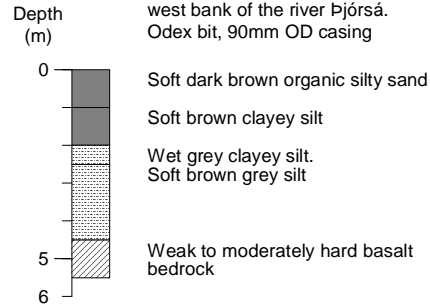 Depth
(m)
west bank of the river Þjórsá.
Odex bit, 90mm OD casing
0
Soft dark brown organic silty sand
Soft brown clayey silt
Wet grey clayey silt.
Soft brown grey silt
5
Weak to moderately hard basalt
bedrock
6